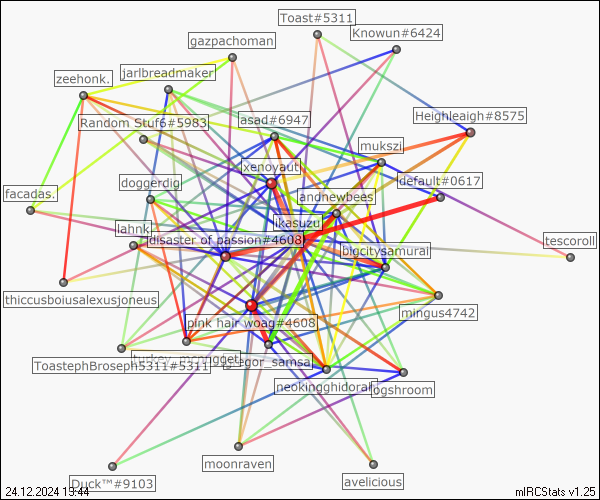 Toast#5311
Knowun#6424
gazpachoman
jarlbreadmaker
zeehonk.
Heighleigh#8575
Random Stuf6#5983
asad#6947
mukszi
xenoyaut
default#0617
doggerdig
andnewbees
facadas.
ikasuzu
lahnk.
disaster of passion#4608
tescoroll
bigcitysamurai
thiccusboiusalexusjoneus
mingus4742
pink hair woag#4608
turkey_mcnugget
gregor_samsa
ToastephBroseph5311#5311
neokingghidorah
ogshroom
moonraven
Duck™#9103
avelicious
24.12.2024 19:44
mIRCStats v1.25